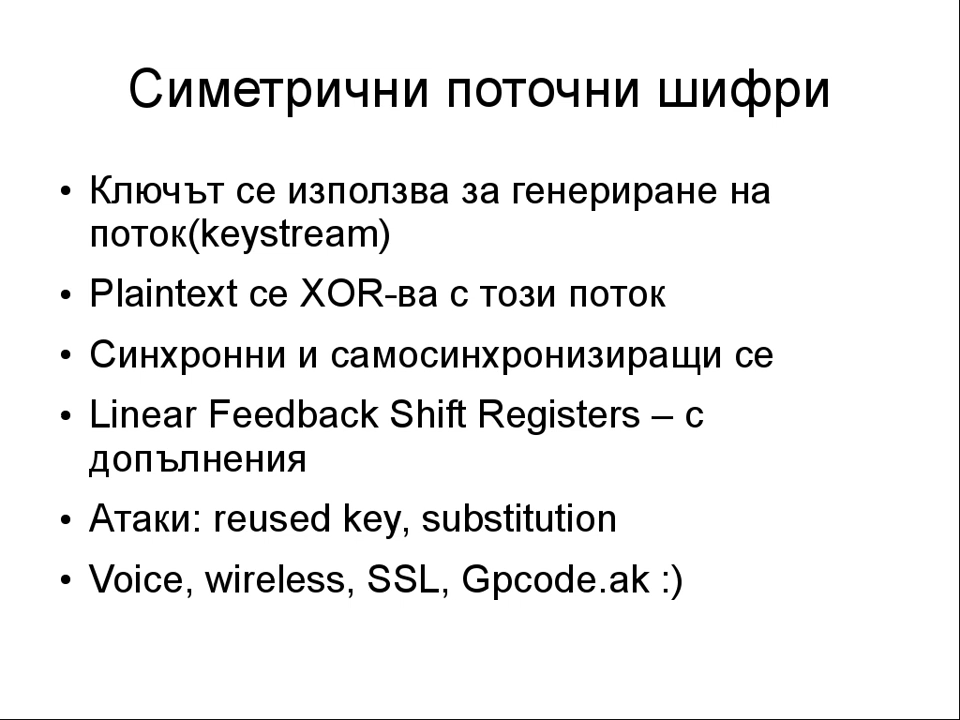 Симетрични поточни шифри
• Ключът се използва за генериране на
поток(keystream)
• Plaintext се XOR-ва с този поток
• Синхронни и самосинхронизиращи се
• Linear Feedback Shift Registers – с
допълнения
• Атаки: reused key, substitution
• Voice, wireless, SSL, Gpcode.ak :)